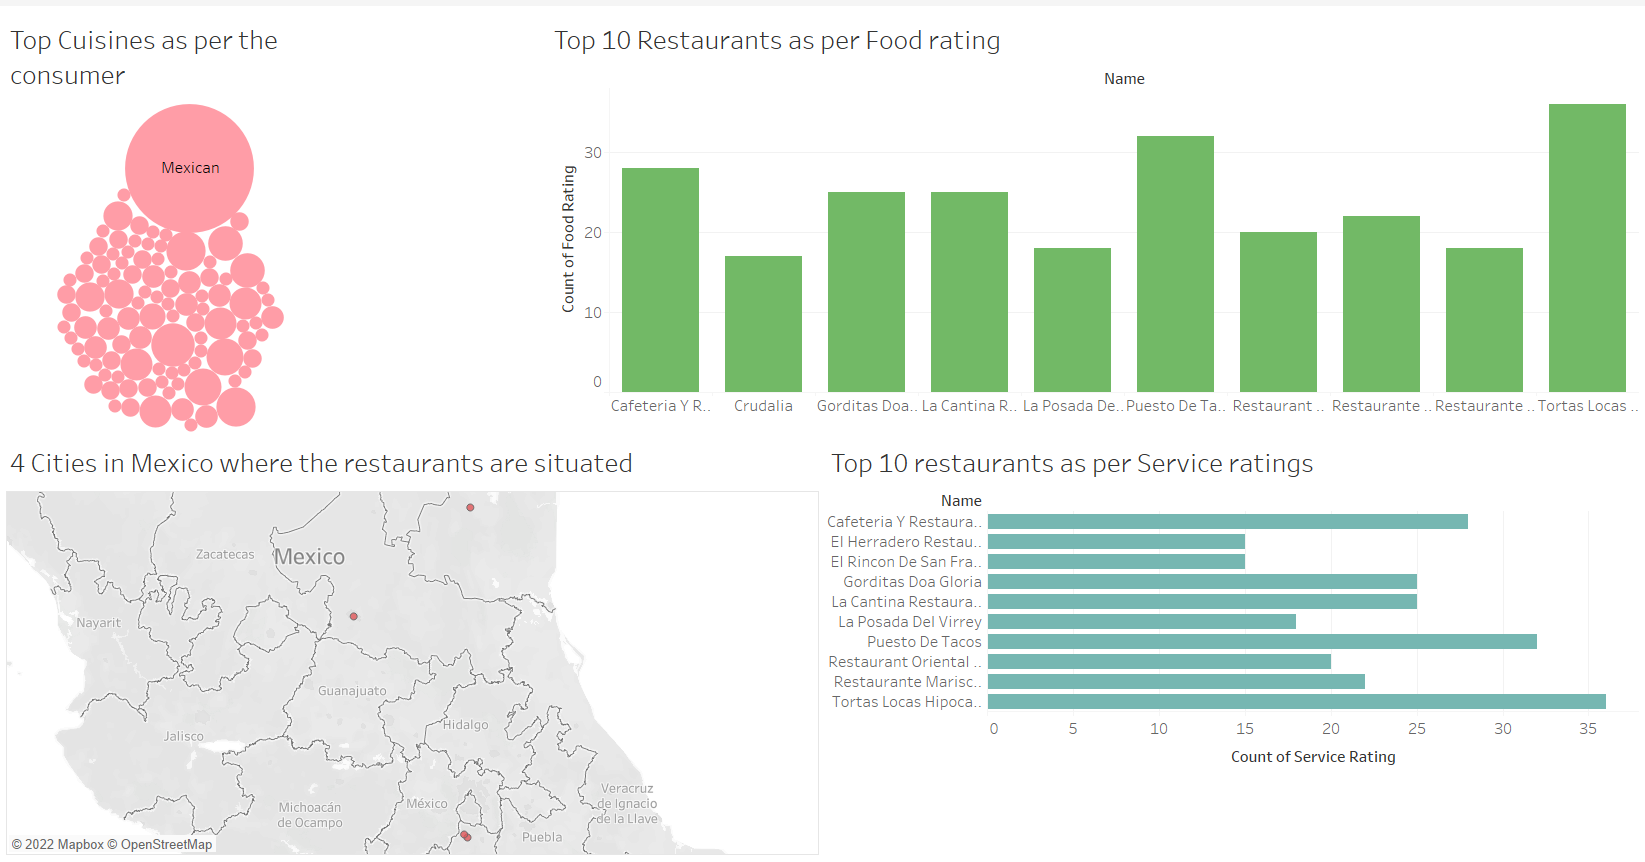 Top Cuisines as per the
consumer
Mexican
Top 10 Restaurants as per Food rating
Name
Count of Food Rating
30
20
10
0
Cafeteria Y R..
Crudalia
Gorditas Doa..
La Cantina R..
La Posada De..
Puesto De Ta..
Restaurant ..
Restaurante ..
Restaurante ..
Tortas Locas ..
4 Cities in Mexico where the restaurants are situated
Zacatecas
Mexico
Nayarit
Guanajuato
Hidalgo
Jalisco
Michoacán
de Ocampo
México
Veracruz
de Ignacio
de la Llave
Puebla
© 2022 Mapbox © OpenStreetMap
Top 10 restaurants as per Service ratings
Name
Cafeteria Y Restaura..
El Herradero Restau..
El Rincon De San Fra..
Gorditas Doa Gloria
La Cantina Restaura..
La Posada Del Virrey
Puesto De Tacos
Restaurant Oriental ..
Restaurante Marisc..
Tortas Locas Hipoca..
0 5 10 15 20 25 30 35
Count of Service Rating